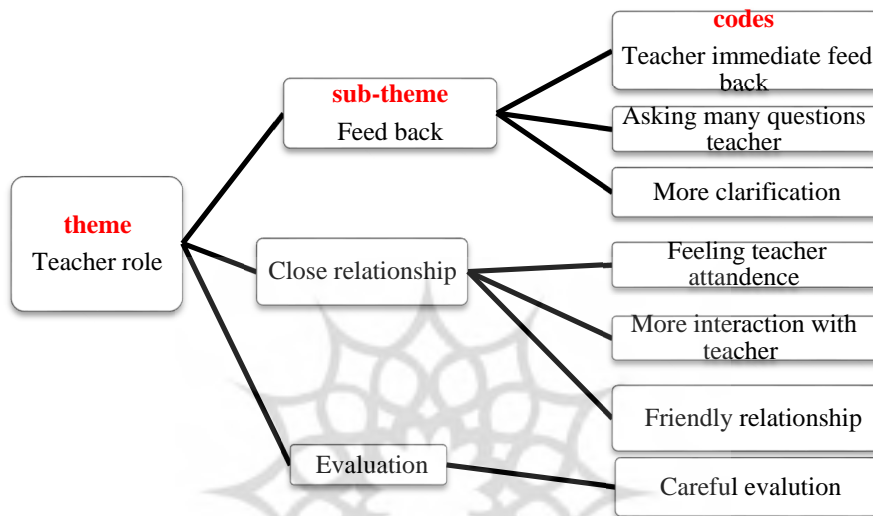 codes
Teacher immediate feed
back
sub-theme
Feed back
Asking many questions
teacher
More clarification
theme
Teacher role
Close relationship
Feeling teacher
attandence
More interaction with
teacher
Friendly relationship
Evaluation
Careful evalution